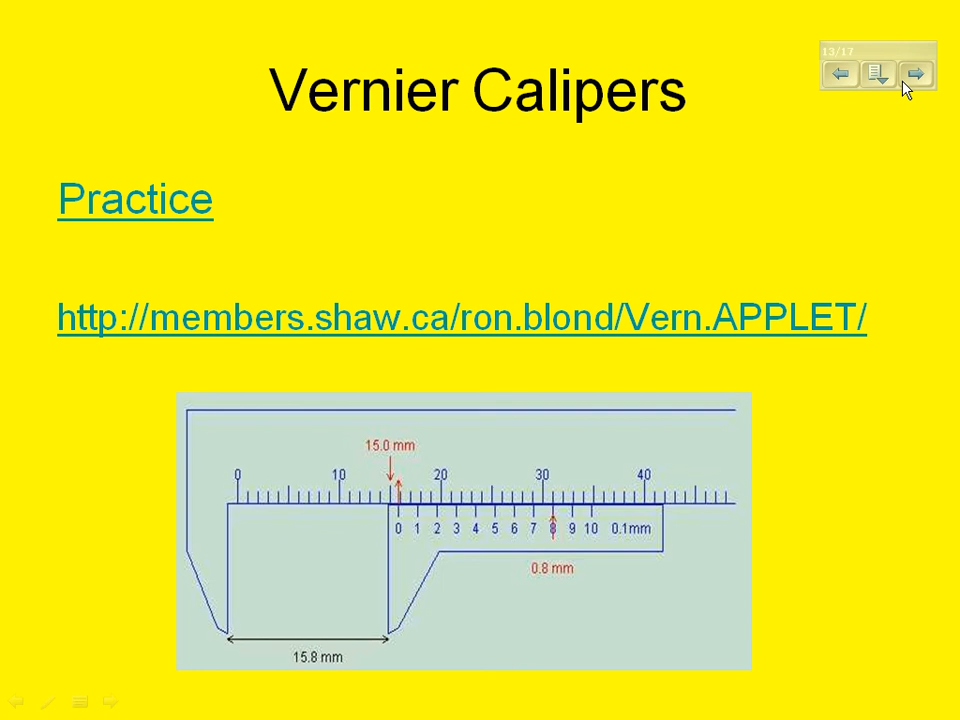 13/17
Vernier Calipers
Practice
http://members.shaw.ca/ron.blond/Vern.APPLET/
15.0 mm
0 10 20 30 40
0 1 2 3 4 5 6 7 8 9 10 0.1mm
0.8 mm
15.8 mm